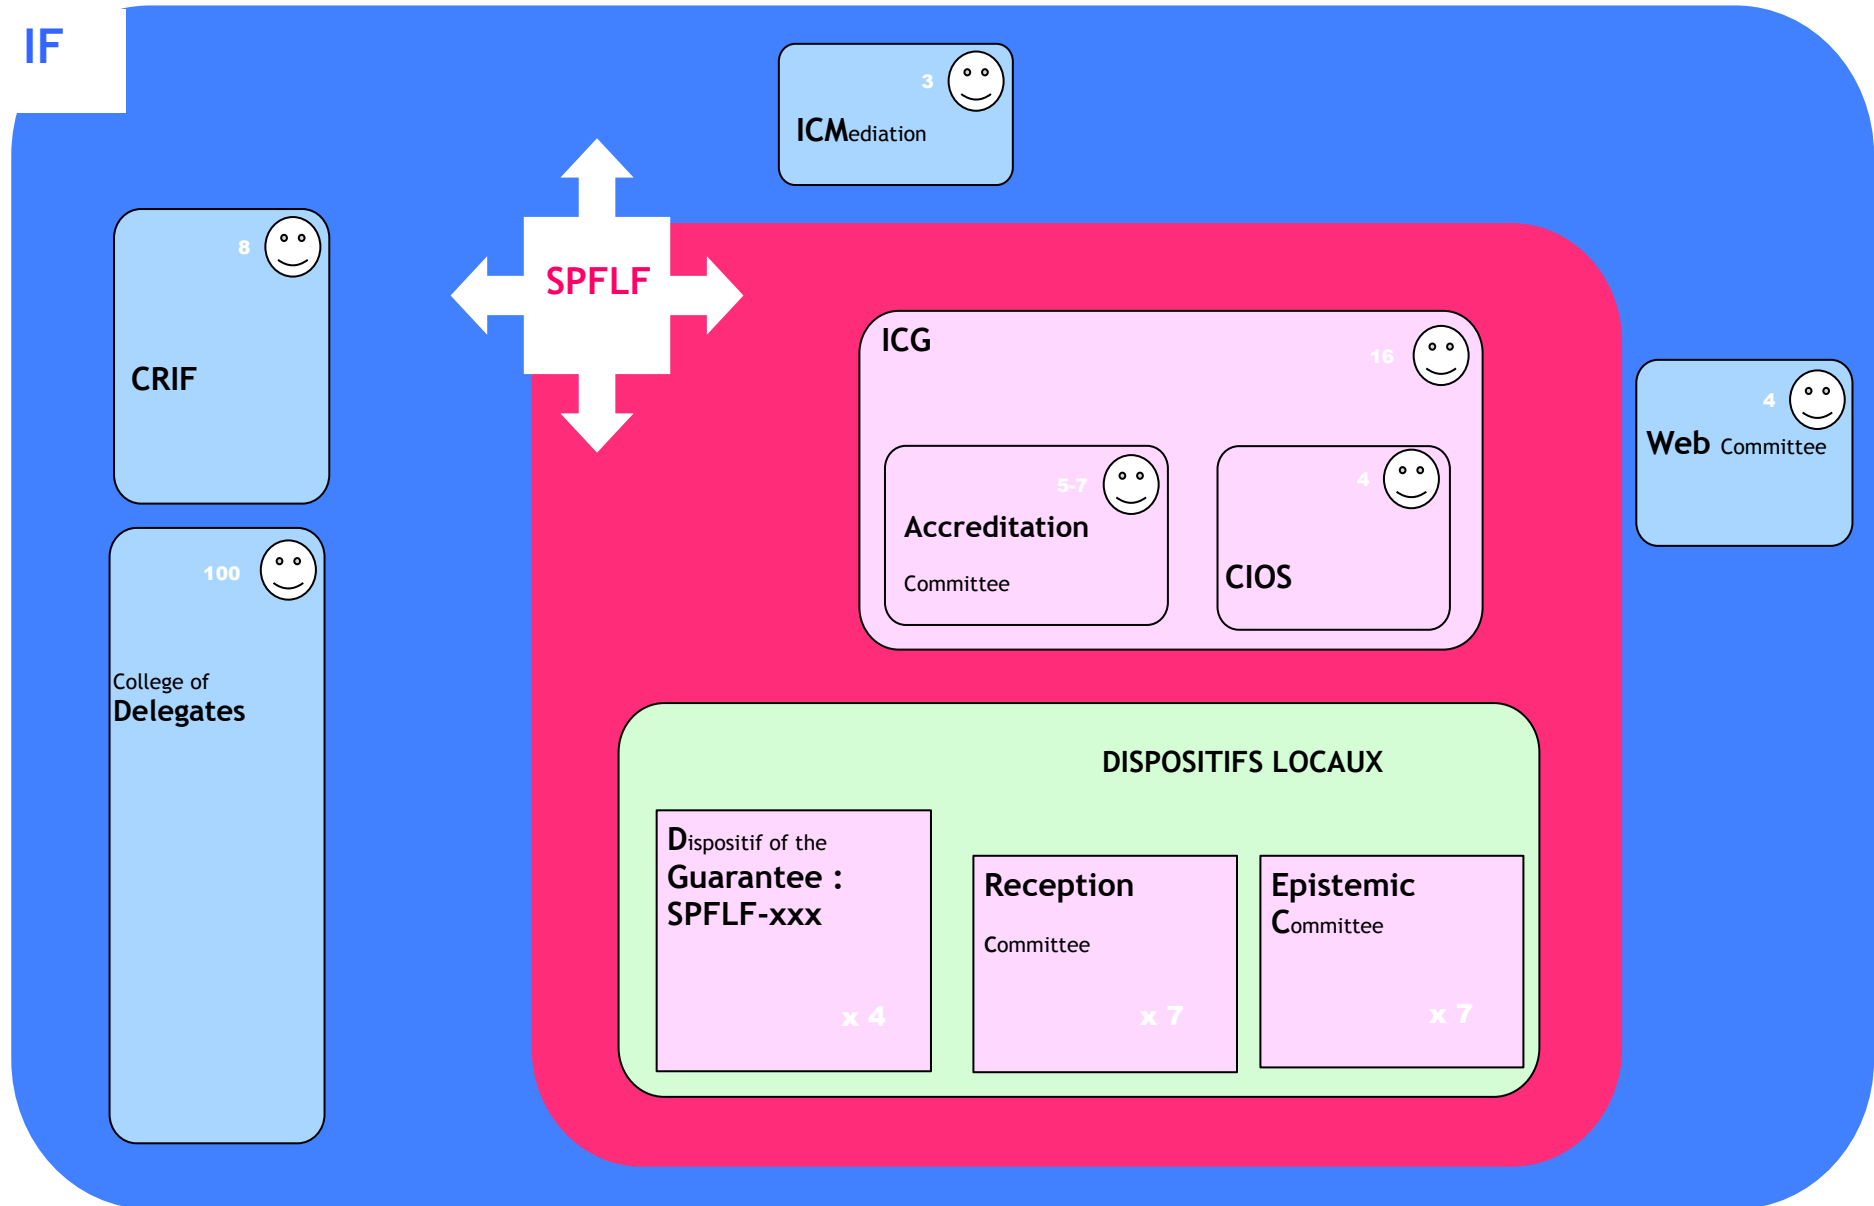 IF
3
ICMediation
8
CRIF
SPFLF
ICG
16
5-7
Accreditation
Committee
4
CIOS
4
Web Committee
100
College of
Delegates
DISPOSITIFS LOCAUX
Dispositif of the
Guarantee :
SPFLF-xxx
x 4
Reception
Committee
x 7
Epistemic
Committee
x 7